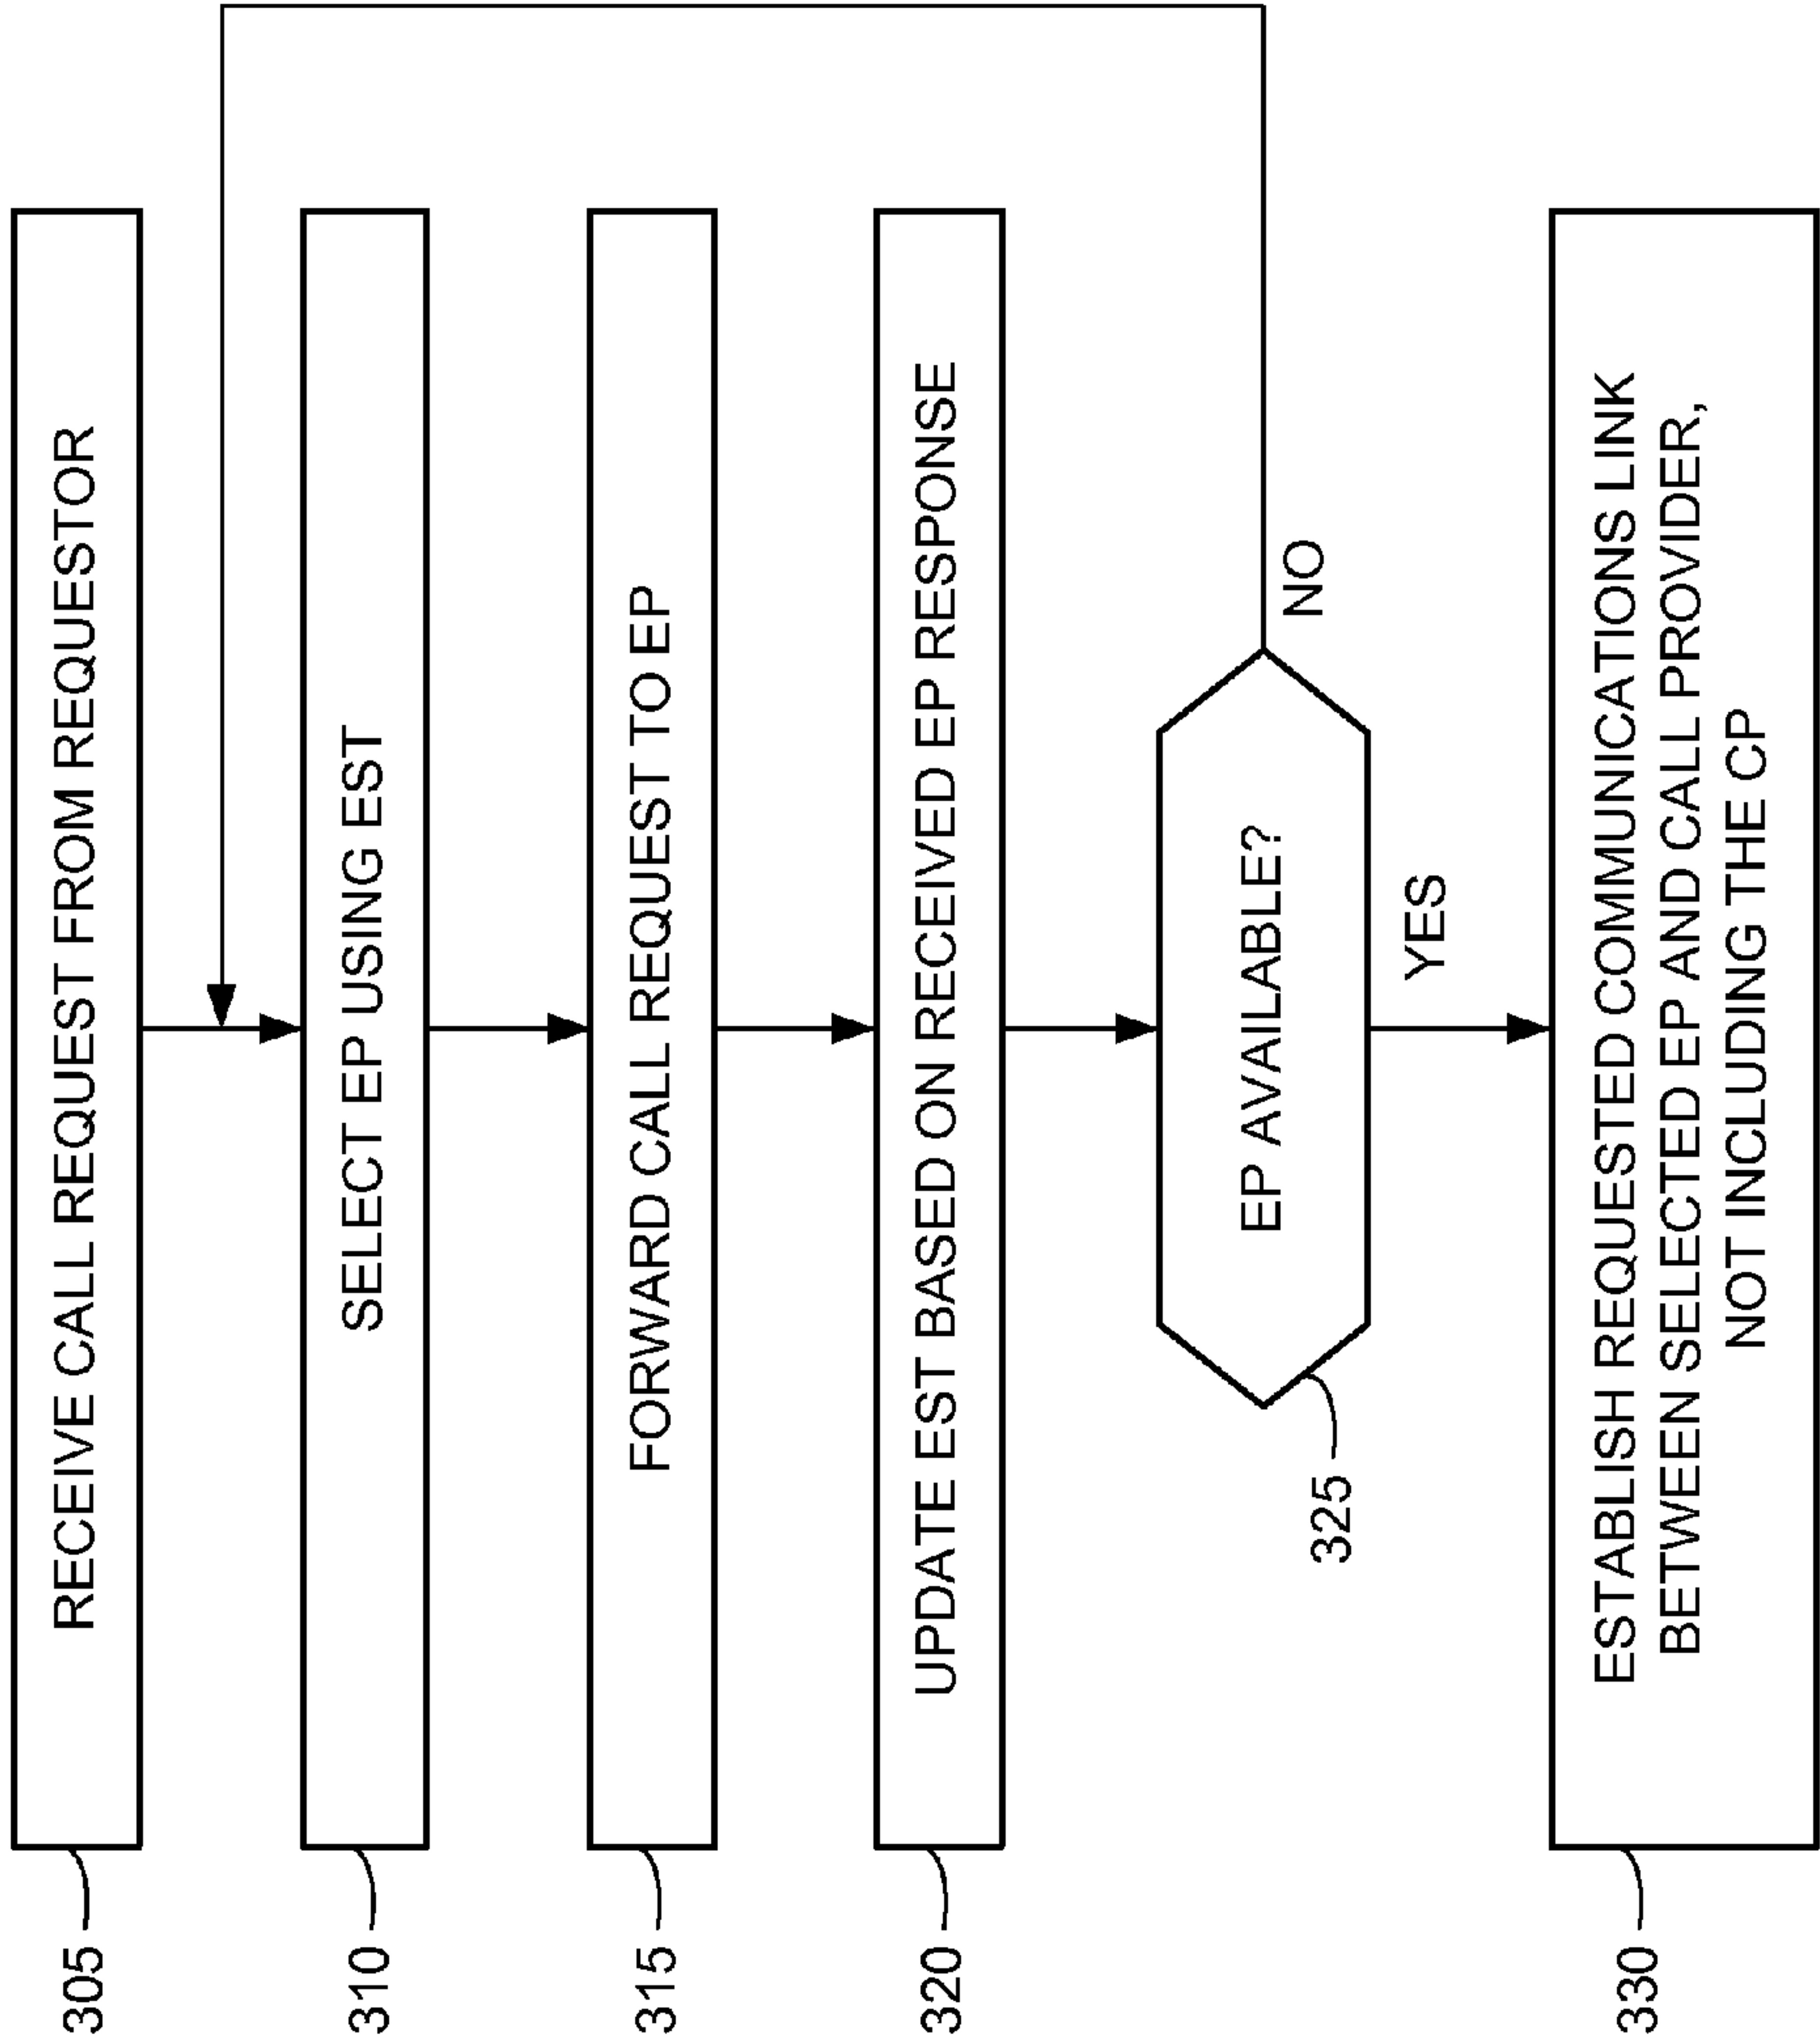 305
RECEIVE CALL REQUEST FROM REQUESTOR
310
SELECT EP USING EST
315
FORWARD CALL REQUEST TO EP
320
UPDATE EST BASED ON RECEIVED EP RESPONSE
325
EP AVAILABLE?
NO
YES
330
ESTABLISH REQUESTED COMMUNICATIONS LINK
BETWEEN SELECTED EP AND CALL PROVIDER,
NOT INCLUDING THE CP